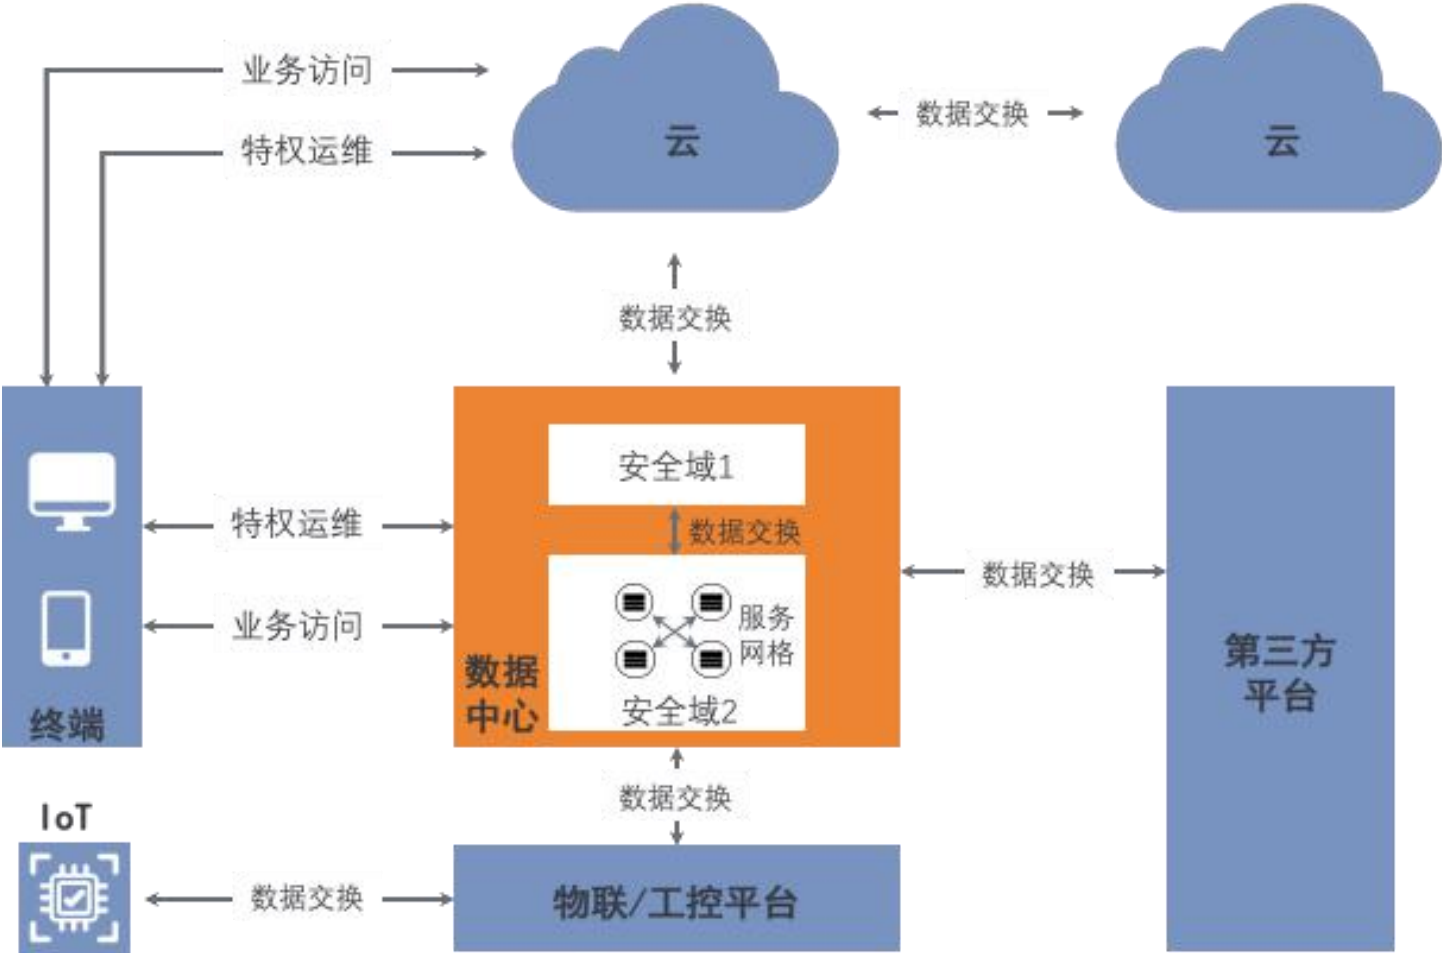 业务访问
特权运维
云
数据交换
云
数据交换
安全域1
数据交换
服务
网格
安全域2
数据
中心
特权运维
业务访问
终端
数据交换
第三方
平台
数据交换
IoT
数据交换
物联/工控平台